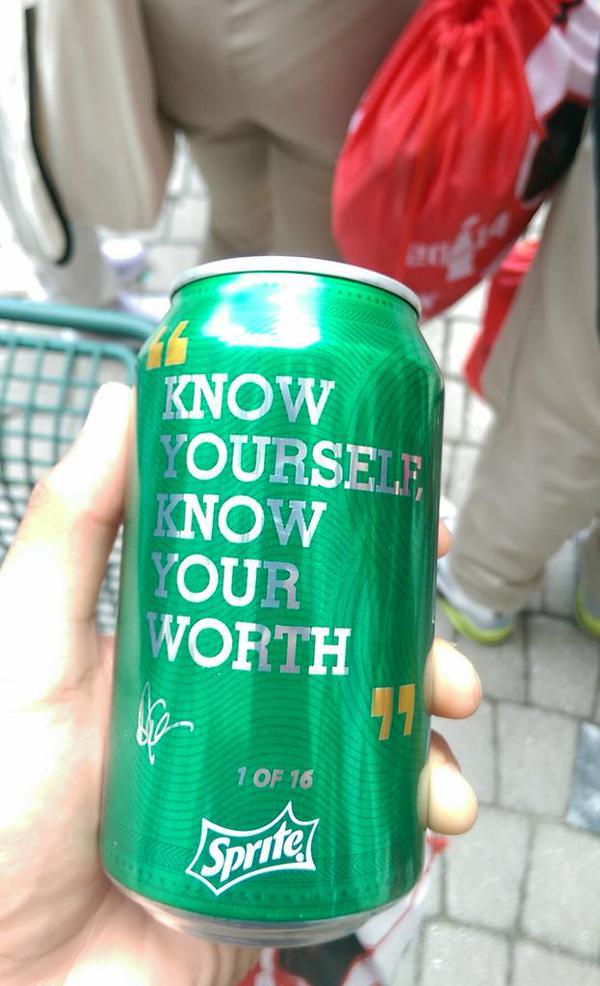 “
KNOW
YOURSELF,
KNOW
YOUR
WORTH
”
1 OF 16
Sprite